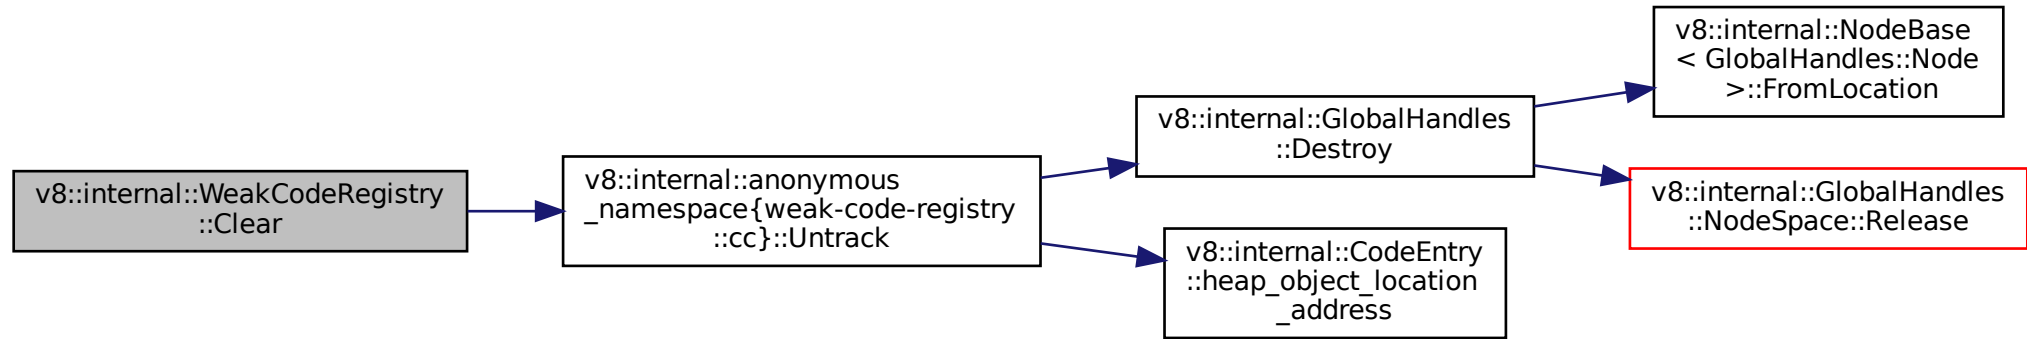 v8::internal::WeakCodeRegistry
::Clear
v8::internal::anonymous
_namespace{weak-code-registry
::cc}::Untrack
v8::internal::GlobalHandles
::Destroy
v8::internal::CodeEntry
::heap_object_location
_address
v8::internal::NodeBase
< GlobalHandles::Node
>::FromLocation
v8::internal::GlobalHandles
::NodeSpace::Release